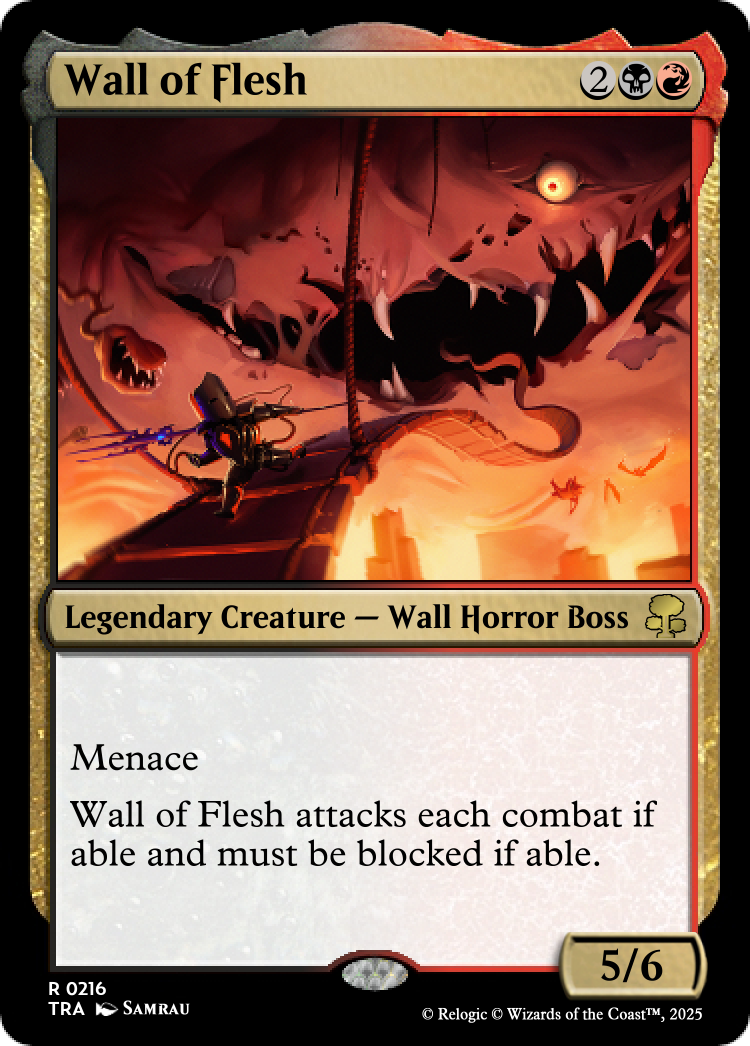 Wall of Flesh 2
Legendary Creature — Wall Horror Boss
Menace
Wall of Flesh attacks each combat if
able and must be blocked if able.
5/6
R 0216
TRA SAMRAU
© Relogic © Wizards of the Coast™, 2025